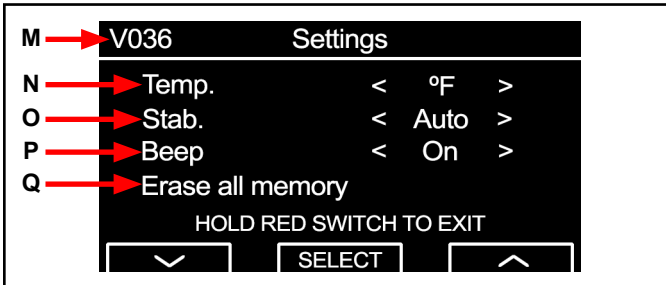 M V036 Settings
N Temp. < ºF >
O Stab. < Auto >
P Beep < On >
Q Erase all memory
HOLD RED SWITCH TO EXIT
SELECT